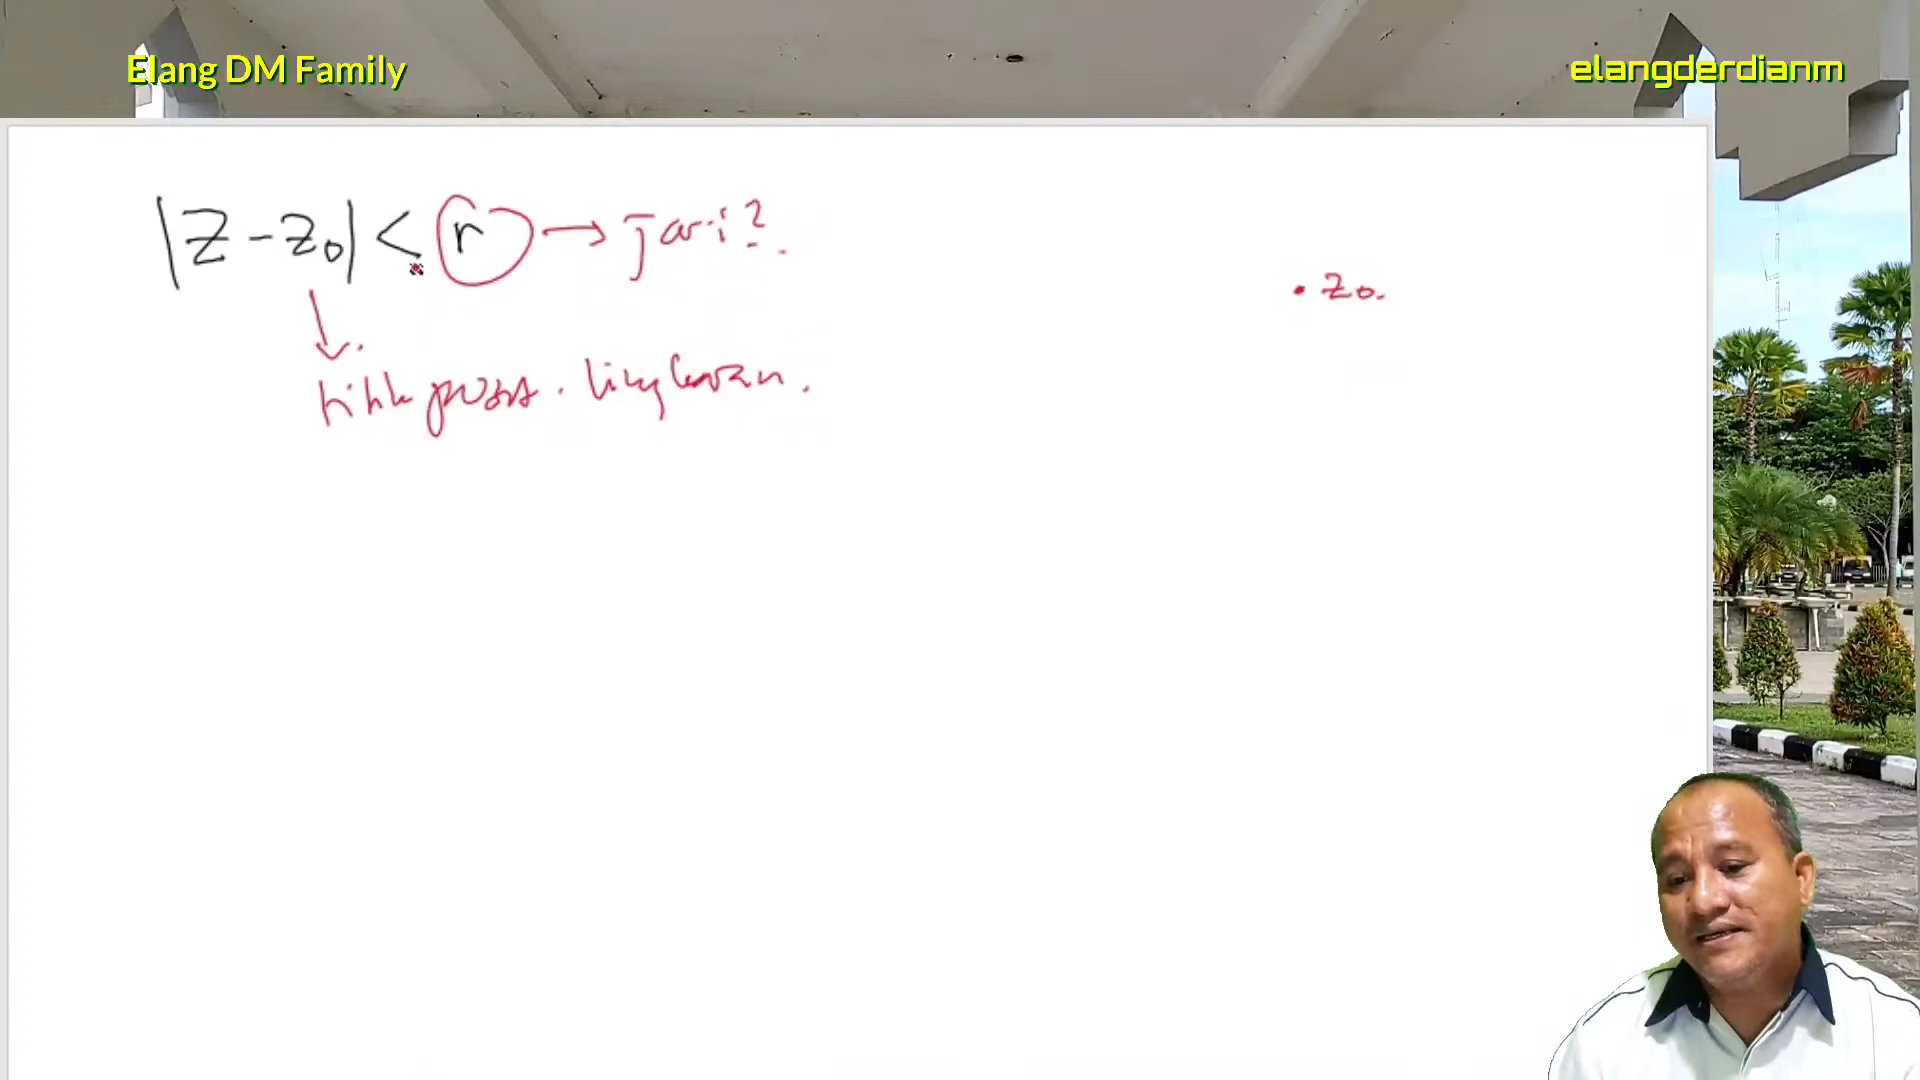 Elang DM Family
elangderdianm
|z - z₀| < r → jari2.
• z₀.
titik pusat. lingkaran.